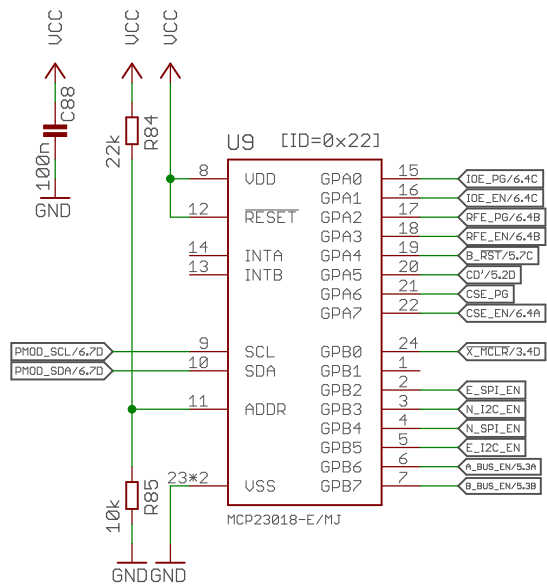 VCC
VCC
VCC
C88
100n
GND
22k
R84
U9 [ID=0x22]
8 VDD GPA0 15 IOE_PG/6.4C
GPA1 16 IOE_EN/6.4C
12 RESET GPA2 17 RFE_PG/6.4B
GPA3 18 RFE_EN/6.4B
14 INTA GPA4 19 B_RST/5.7C
13 INTB GPA5 20 CD'/5.2D
GPA6 21 CSE_PG
GPA7 22 CSE_EN/6.4A
PMOD_SCL/6.7D 9 SCL GPB0 24 X_MCLR/3.4D
PMOD_SDA/6.7D 10 SDA GPB1 1
GPB2 2 E_SPI_EN
11 ADDR GPB3 3 N_I2C_EN
GPB4 4 N_SPI_EN
GPB5 5 E_I2C_EN
GPB6 6 A_BUS_EN/5.3A
23*2 VSS GPB7 7 B_BUS_EN/5.3B
10k
R85
MCP23018-E/MJ
GND
GND